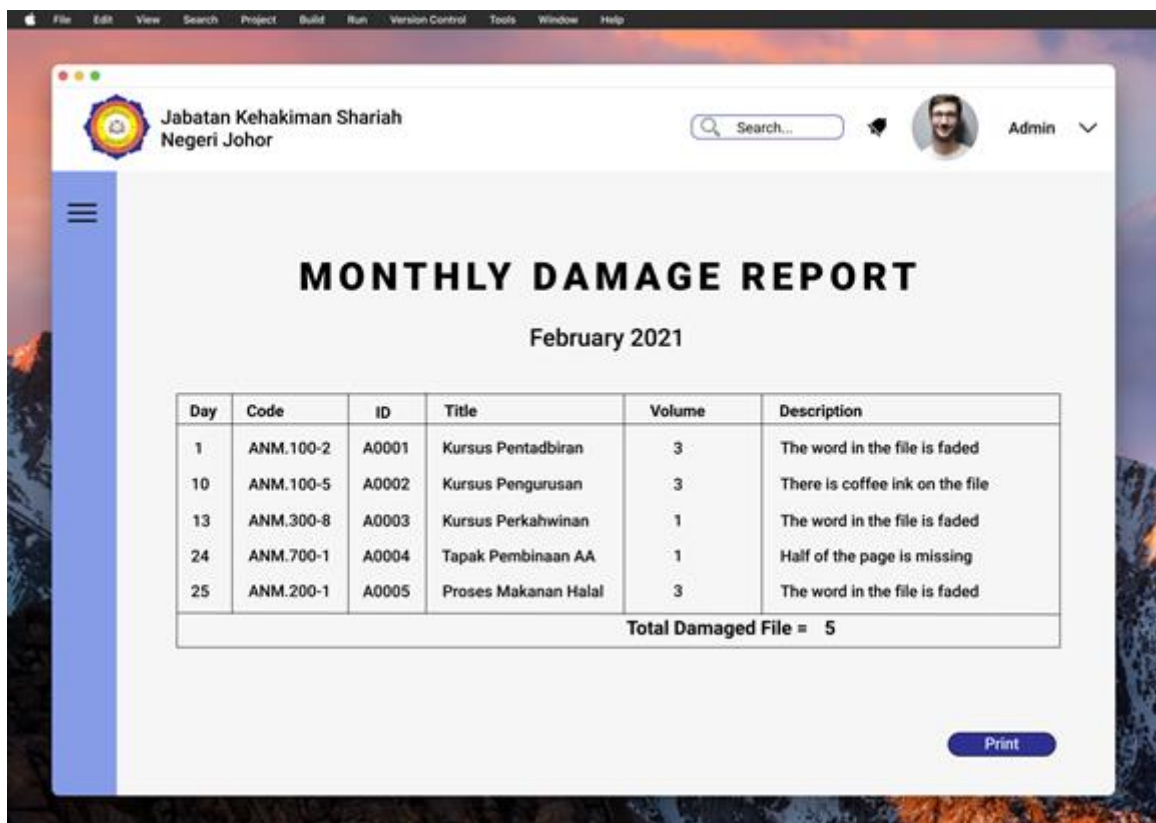 File Edit View Search Project Build Run Version Control Tools Window Help
Jabatan Kehakiman Shariah
Negeri Johor
Search...
Admin
MONTHLY DAMAGE REPORT
February 2021
Day Code ID Title Volume Description
1 ANM.100-2 A0001 Kursus Pentadbiran 3 The word in the file is faded
10 ANM.100-5 A0002 Kursus Pengurusan 3 There is coffee ink on the file
13 ANM.300-8 A0003 Kursus Perkahwinan 1 The word in the file is faded
24 ANM.700-1 A0004 Tapak Pembinaan AA 1 Half of the page is missing
25 ANM.200-1 A0005 Proses Makanan Halal 3 The word in the file is faded
Total Damaged File = 5
Print